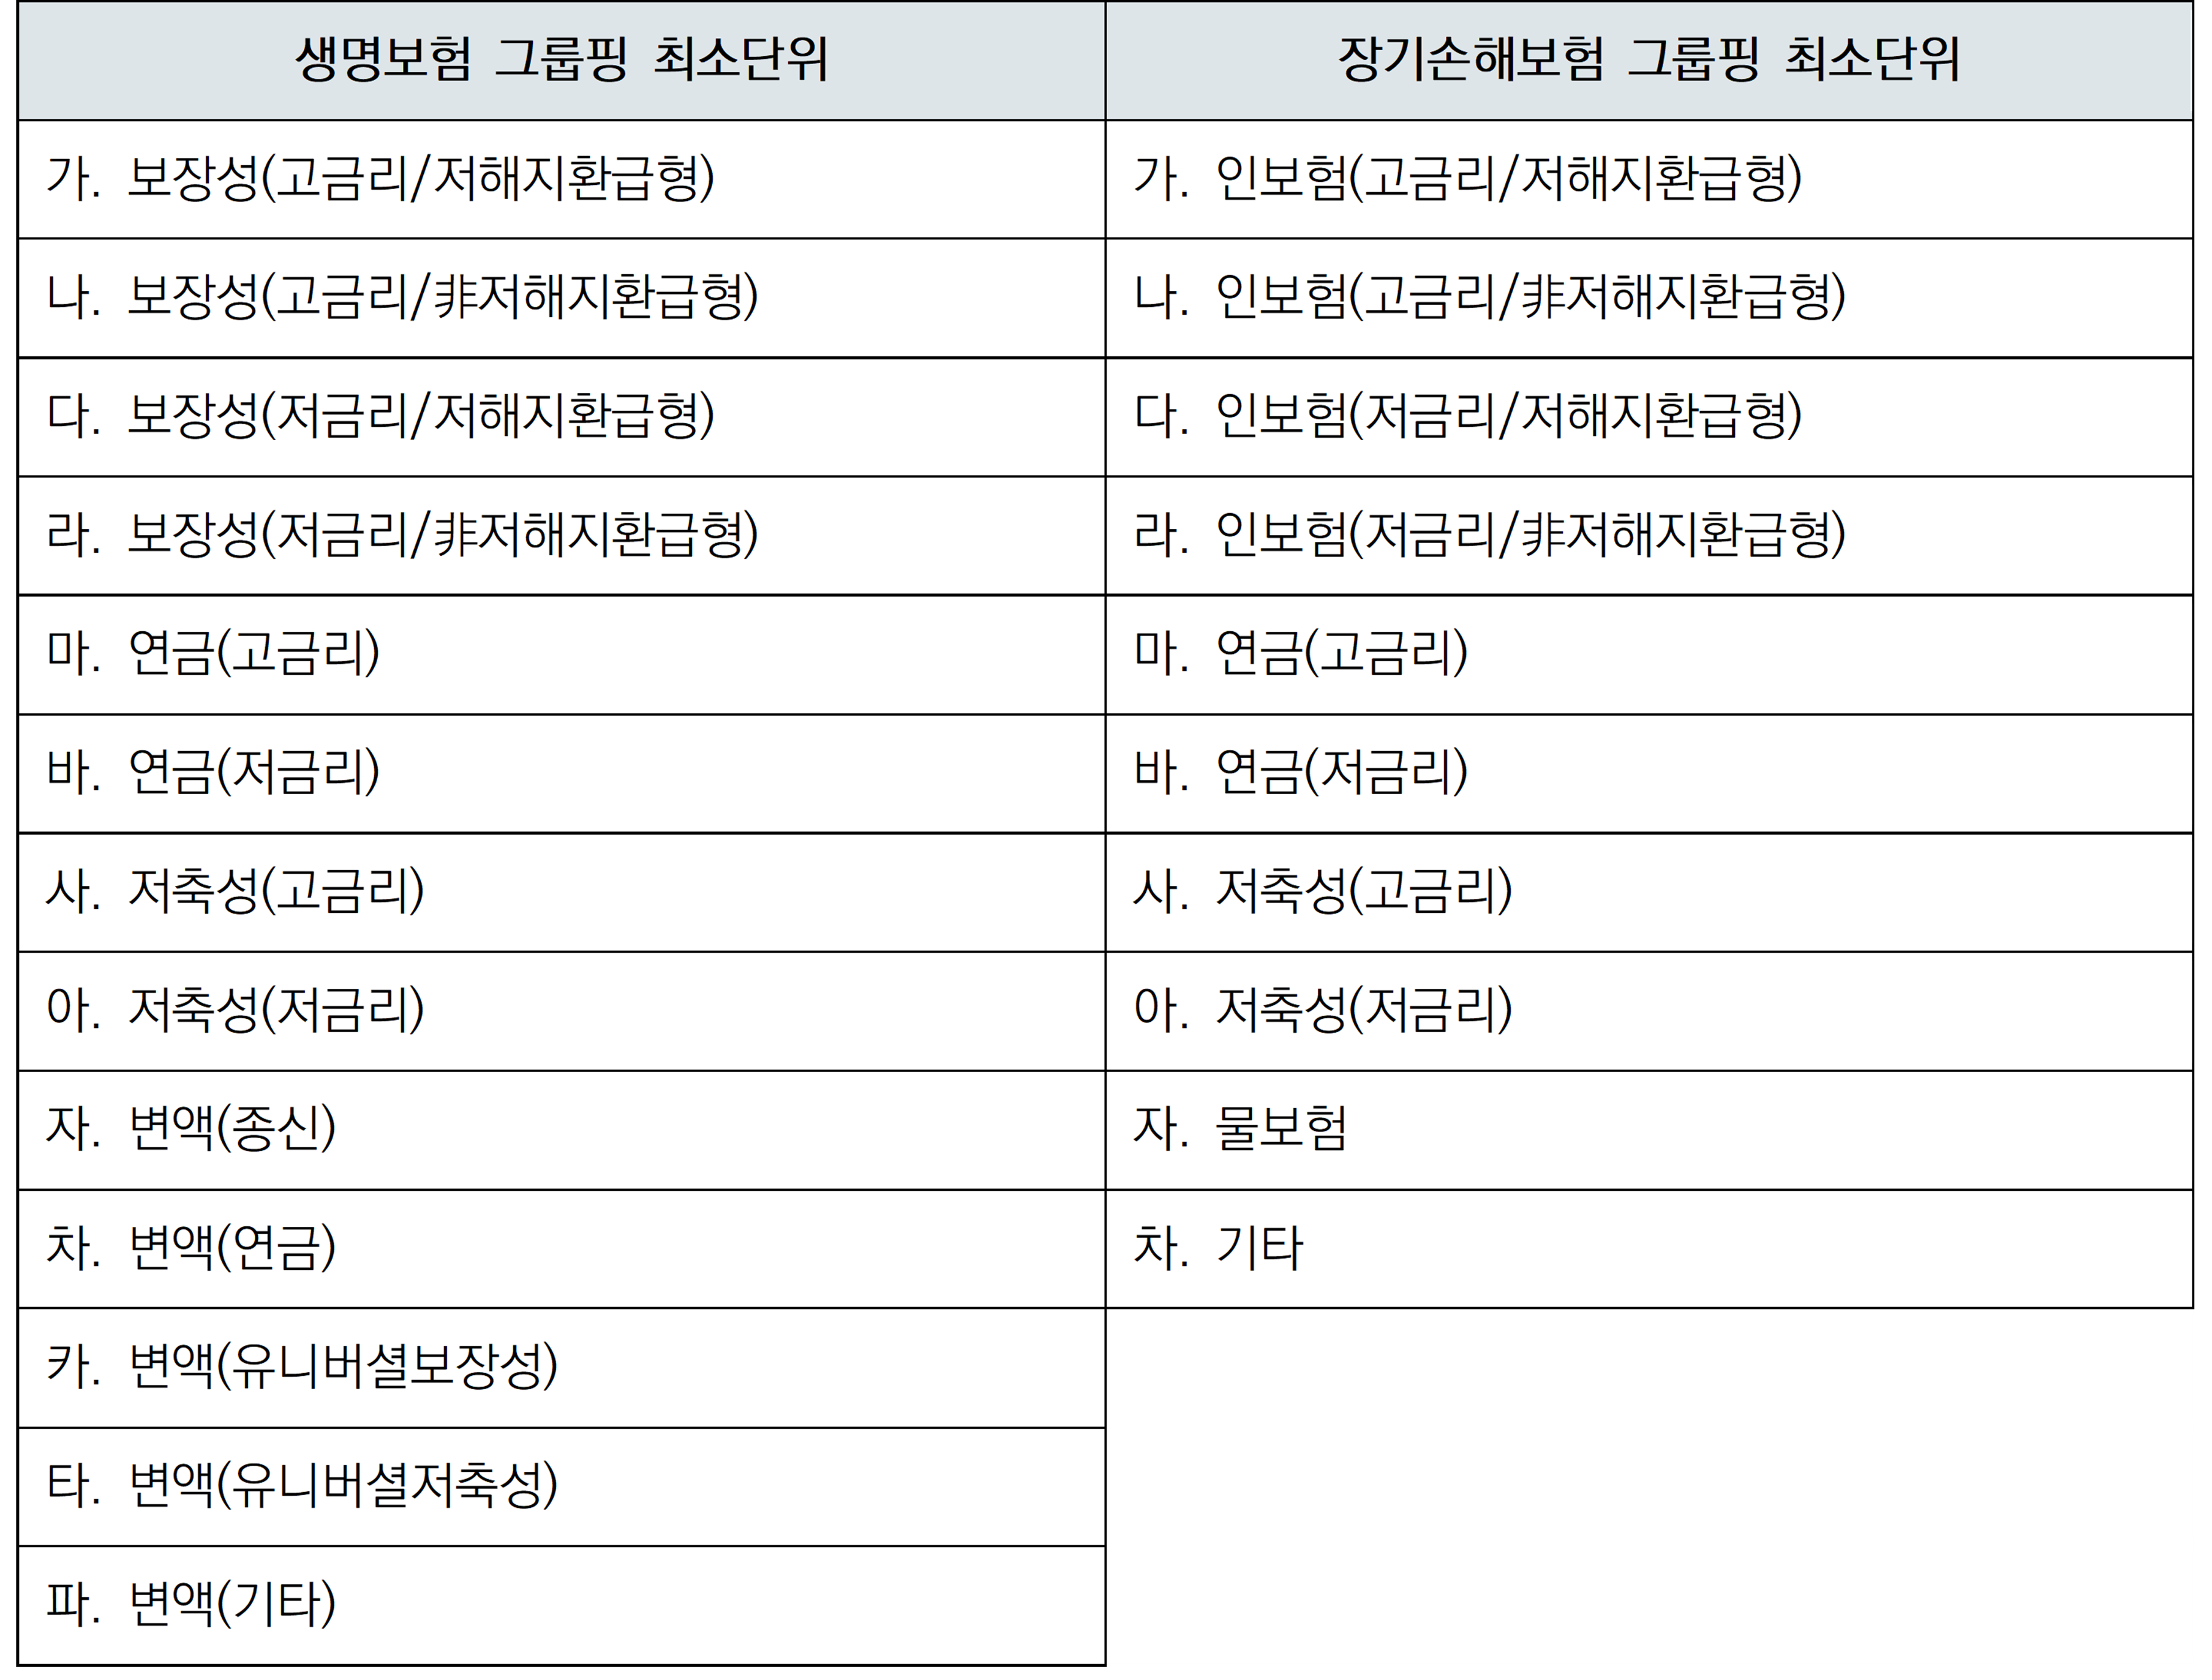 생명보험 그룹핑 최소단위 장기손해보험 그룹핑 최소단위
가. 보장성(고금리/저해지환급형) 가. 인보험(고금리/저해지환급형)
나. 보장성(고금리/非저해지환급형) 나. 인보험(고금리/非저해지환급형)
다. 보장성(저금리/저해지환급형) 다. 인보험(저금리/저해지환급형)
라. 보장성(저금리/非저해지환급형) 라. 인보험(저금리/非저해지환급형)
마. 연금(고금리) 마. 연금(고금리)
바. 연금(저금리) 바. 연금(저금리)
사. 저축성(고금리) 사. 저축성(고금리)
아. 저축성(저금리) 아. 저축성(저금리)
자. 변액(종신) 자. 물보험
차. 변액(연금) 차. 기타
카. 변액(유니버셜보장성)
타. 변액(유니버셜저축성)
파. 변액(기타)